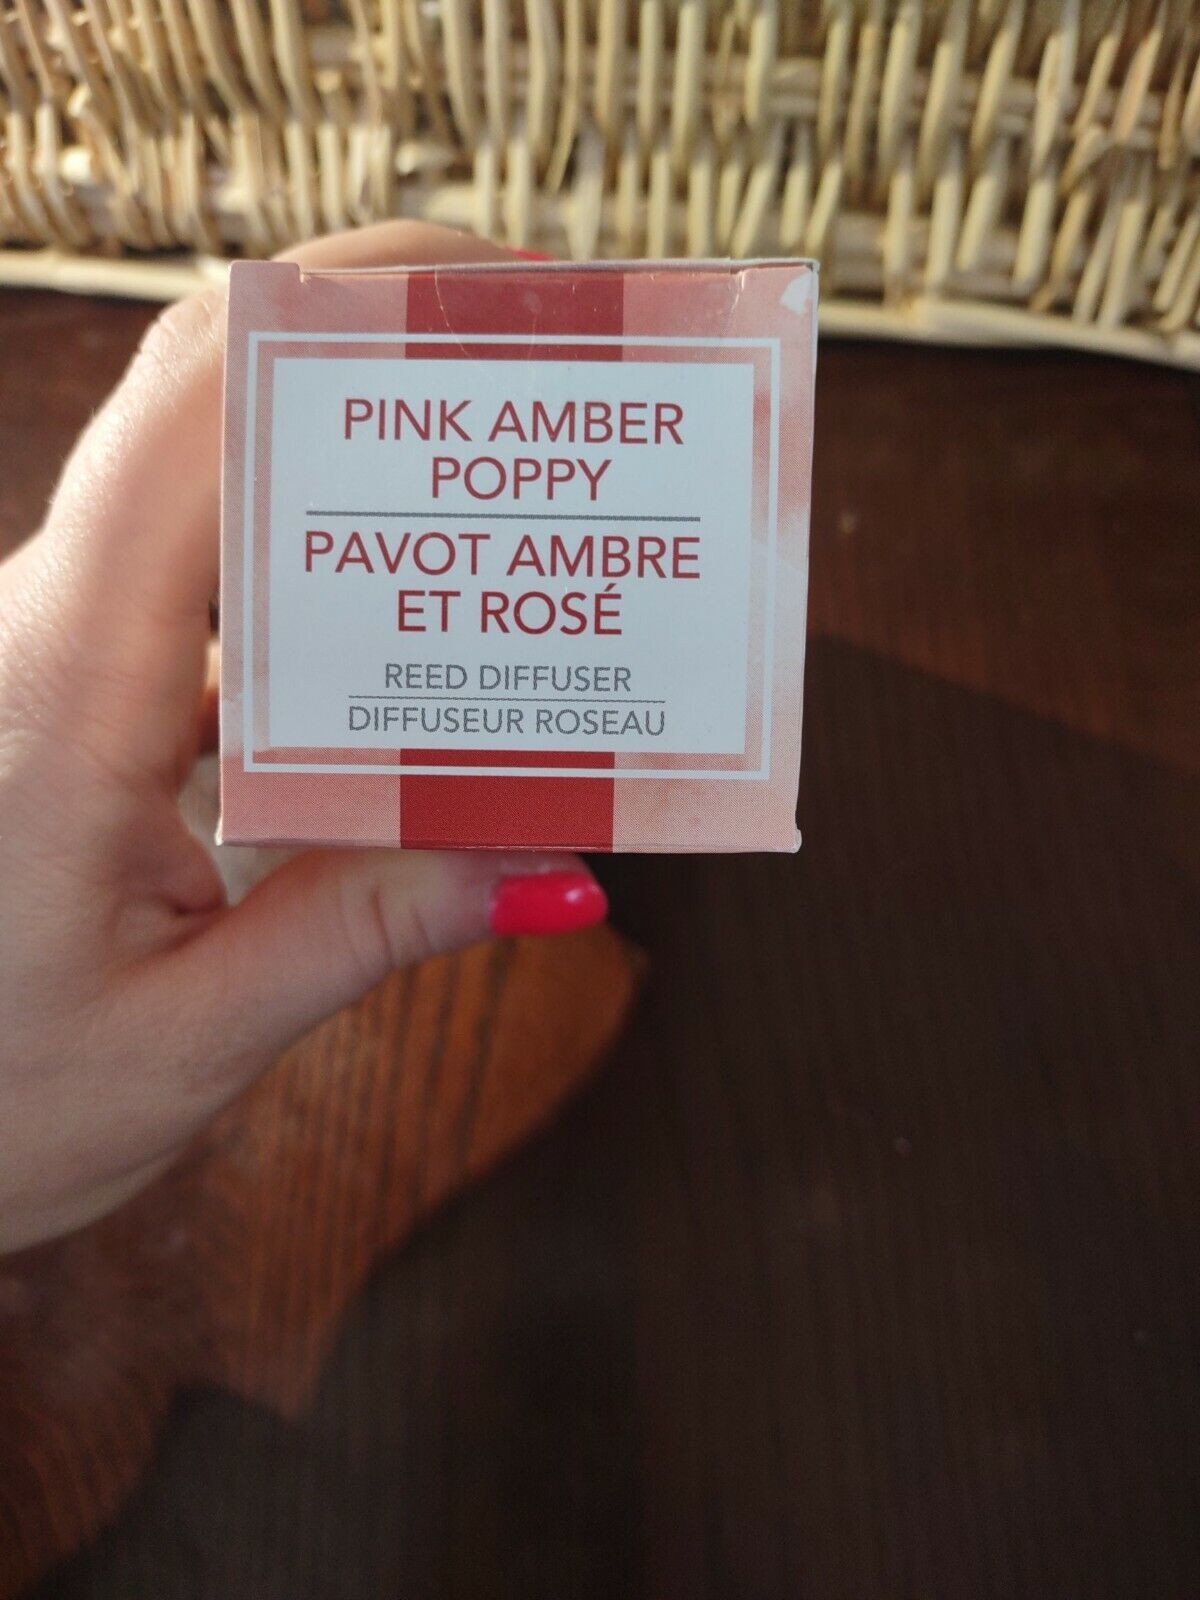 PINK AMBER
POPPY
PAVOT AMBRE
ET ROSÉ
REED DIFFUSER
DIFFUSEUR ROSEAU